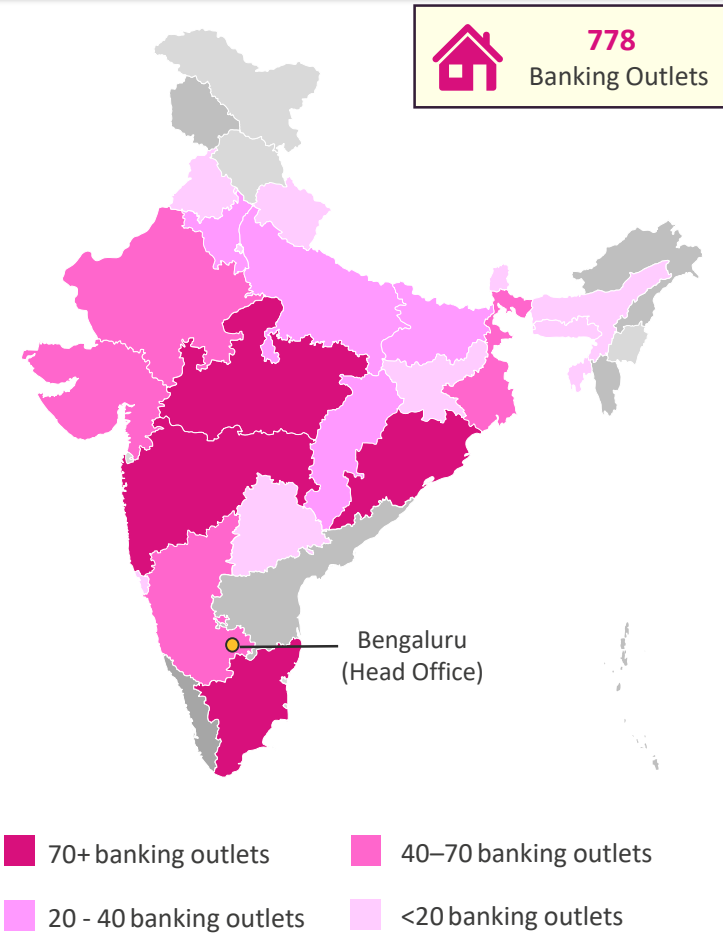 778
Banking Outlets
Bengaluru
(Head Office)
70+ banking outlets
40–70 banking outlets
20 - 40 banking outlets
<20 banking outlets